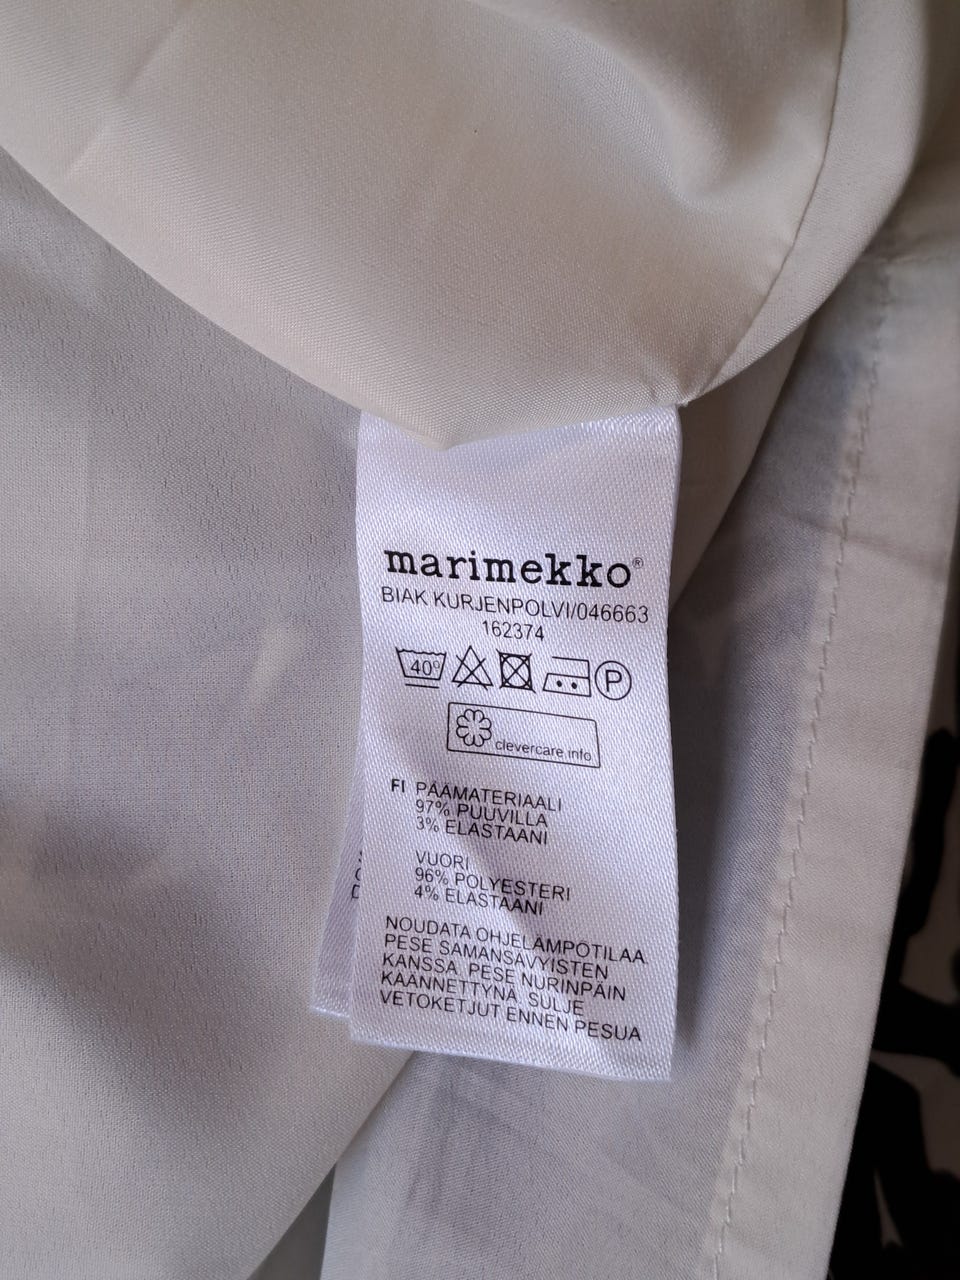 marimekko®
BIAK KURJENPOLVI/046663
162374
40°
P
clevercare.info
FI PÄÄMATERIAALI
97% PUUVILLA
3% ELASTAANI
VUORI
96% POLYESTERI
4% ELASTAANI
NOUDATA OHJELÄMPÖTILAA
PESE SAMANSÄVYISTEN
KANSSA, PESE NURINPÄIN
KÄÄNNETTYNÄ, SULJE
VETOKETJUT ENNEN PESUA